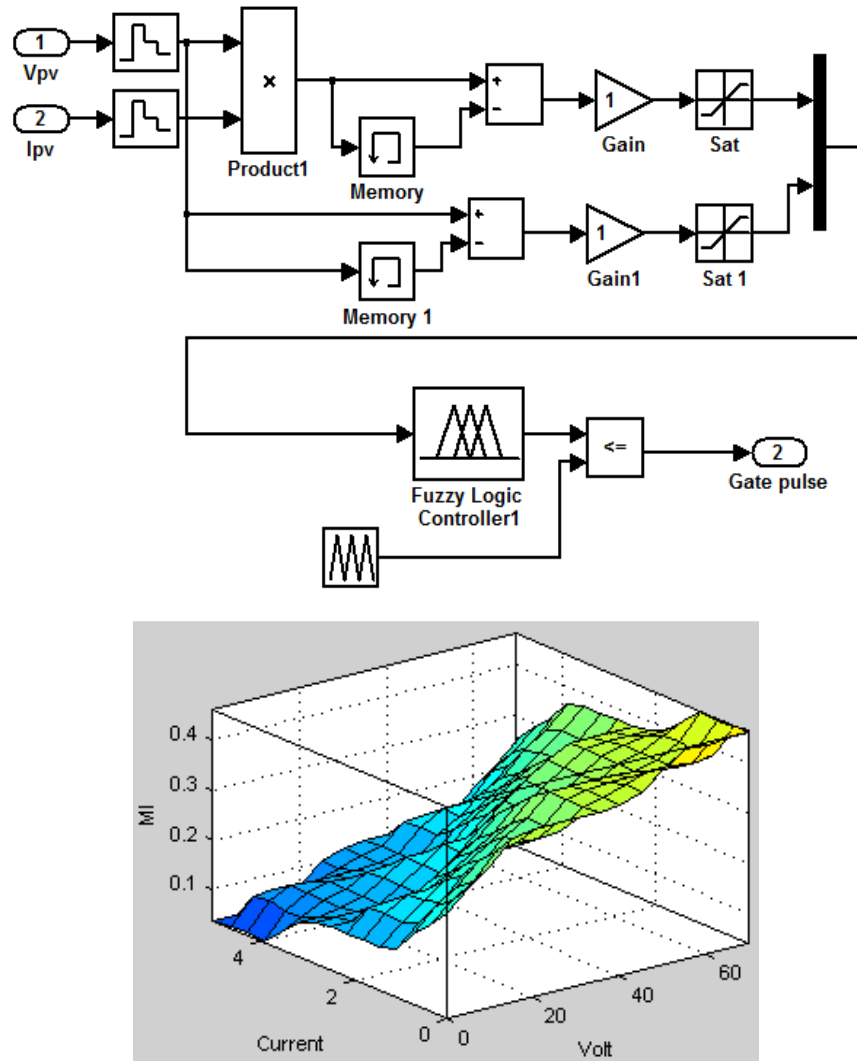 1
Vpv
2
Ipv
×
Product1
Memory
+
−
1
Gain
Sat
Memory 1
+
−
1
Gain1
Sat 1
Fuzzy Logic
Controller1
<=
2
Gate pulse
0.4
0.3
0.2
0.1
MI
4
2
0
Current
0
20
40
60
Volt